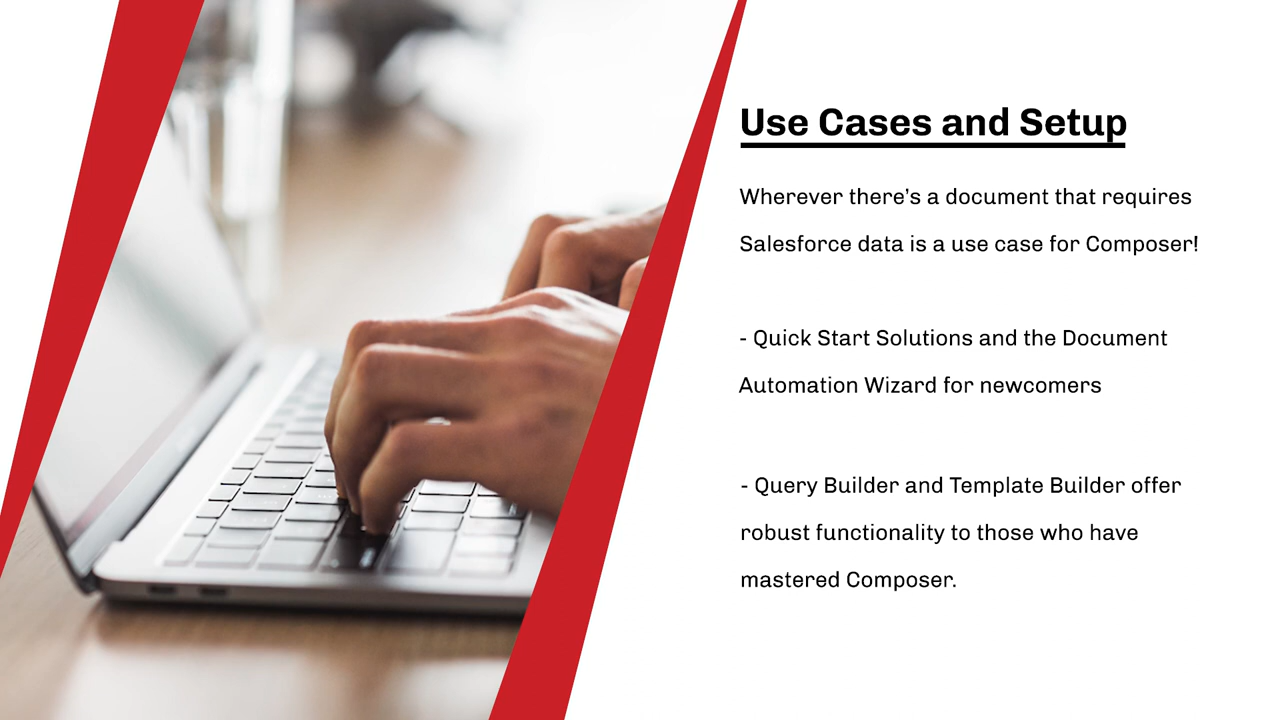 Use Cases and Setup
Wherever there's a document that requires
Salesforce data is a use case for Composer!
- Quick Start Solutions and the Document
Automation Wizard for newcomers
- Query Builder and Template Builder offer
robust functionality to those who have
mastered Composer.